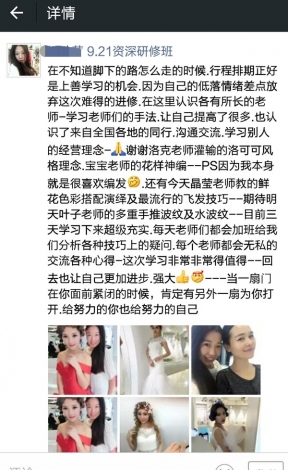 详情
9.21资深研修班
在不知道脚下的路怎么走的时候.行程排期正好
是上善学习的机会.因为自己的低落情绪差点放
弃这次难得的进修.在这里认识各有所长的老
师–学习老师们的手法.让自己提高了很多.也认
识了来自全国各地的同行.沟通交流.学习别人
的经营理念–🙏谢谢洛克老师灌输的洛可可风
格理念.宝宝老师的花样神编––PS因为我本身
就是很喜欢编发😳.还有今天晶莹老师教的鲜
花色彩搭配演绎及最流行的飞发技巧––期待明
天叶子老师的多重手推波纹及水波纹––目前三
天学习下来超级充实.每天老师们都会加班给我
们分析各种技巧上的疑问.每个老师都会无私的
交流各种心得–这次学习非常非常得值得––回
去也让自己更加进步.强大💪😁–––当一扇门
在你面前紧闭的时候，肯定有另外一扇为你打
开.给努力的你也给努力的自己
评论